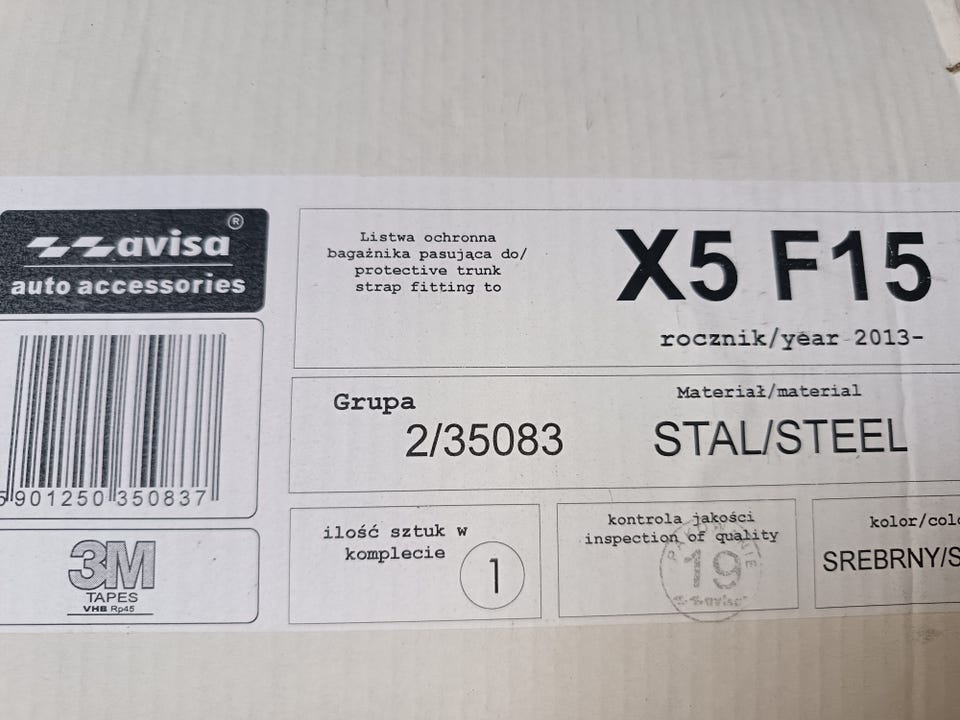 avisa®
auto accessories
5901250350837
3M
TAPES
VHB Rp45
Listwa ochronna
bagażnika pasująca do/
protective trunk
strap fitting to
X5 F15
rocznik/year 2013-
Grupa
2/35083
Materiał/material
STAL/STEEL
ilość sztuk w
komplecie
1
kontrola jakości
inspection of quality
19
avisa
kolor/colo
SREBRNY/S